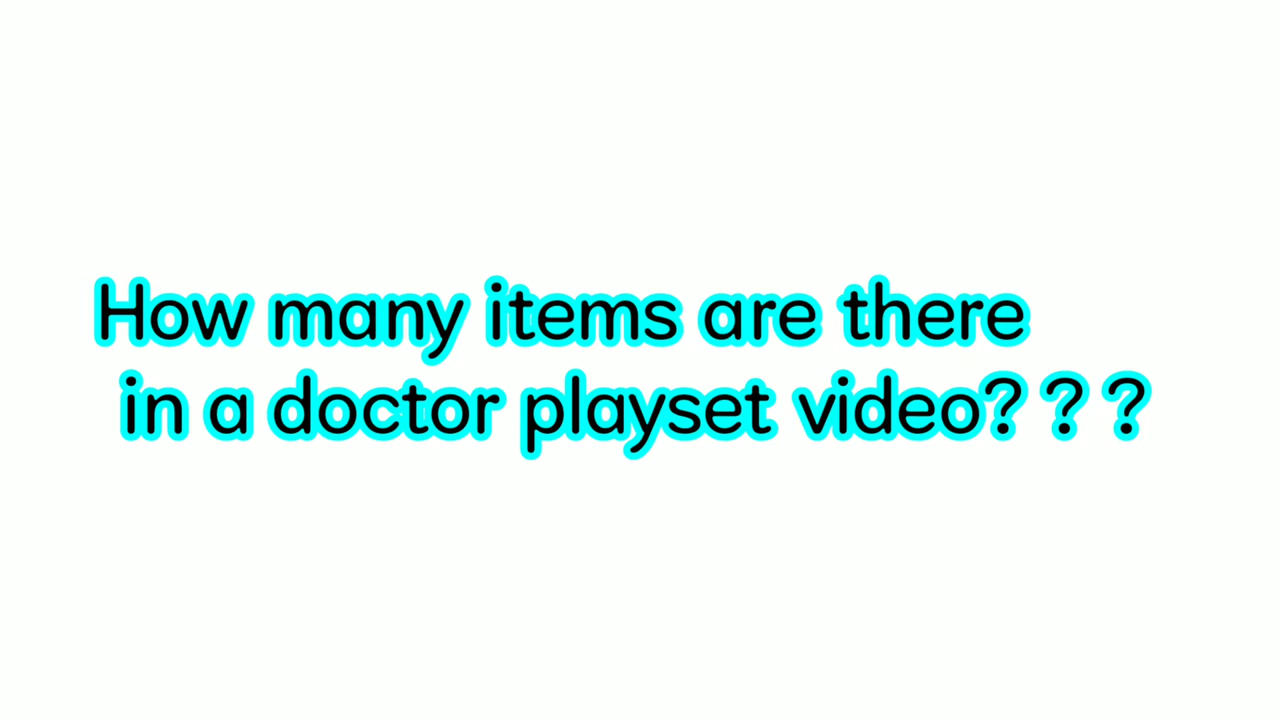 How many items are there
in a doctor playset video? ? ?